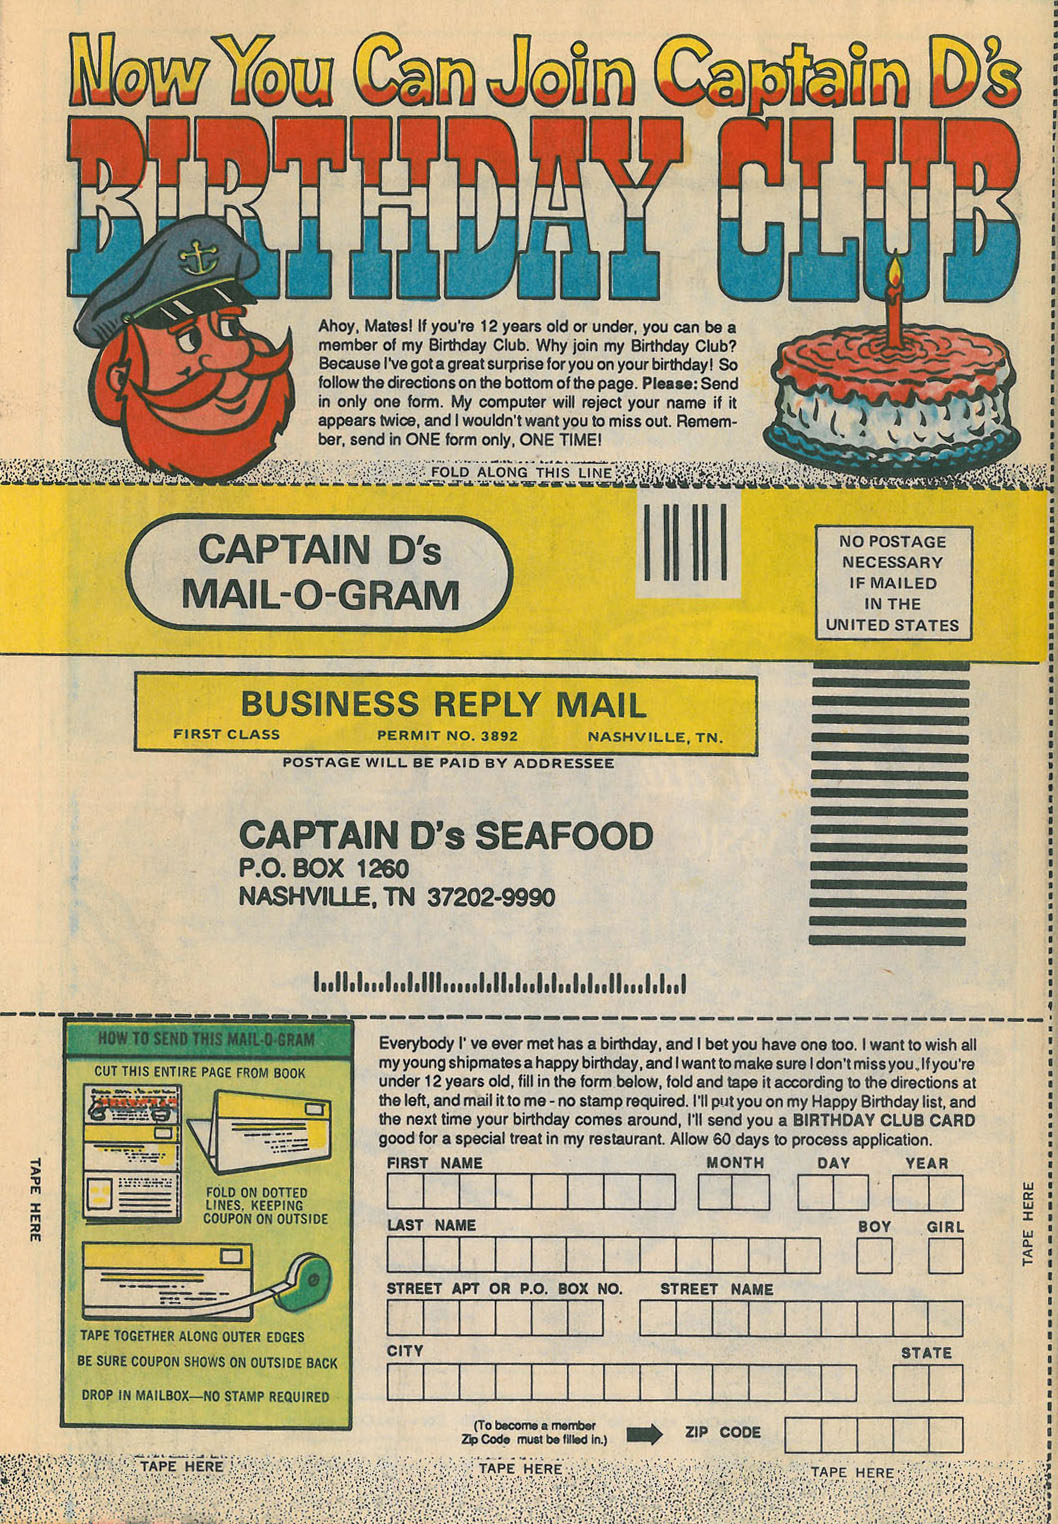 Now You Can Join Captain D's
BIRTHDAY CLUB
Ahoy, Mates! If you're 12 years old or under, you can be a
member of my Birthday Club. Why join my Birthday Club?
Because I've got a great surprise for you on your birthday! So
follow the directions on the bottom of the page. Please: Send
in only one form. My computer will reject your name if it
appears twice, and I wouldn't want you to miss out. Remem-
ber, send in ONE form only, ONE TIME!
FOLD ALONG THIS LINE
CAPTAIN D's
MAIL-O-GRAM
NO POSTAGE
NECESSARY
IF MAILED
IN THE
UNITED STATES
BUSINESS REPLY MAIL
FIRST CLASS PERMIT NO. 3892 NASHVILLE, TN.
POSTAGE WILL BE PAID BY ADDRESSEE
CAPTAIN D's SEAFOOD
P.O. BOX 1260
NASHVILLE, TN 37202-9990
HOW TO SEND THIS MAIL-O-GRAM
CUT THIS ENTIRE PAGE FROM BOOK
FOLD ON DOTTED
LINES, KEEPING
COUPON ON OUTSIDE
TAPE TOGETHER ALONG OUTER EDGES
BE SURE COUPON SHOWS ON OUTSIDE BACK
DROP IN MAILBOX—NO STAMP REQUIRED
Everybody I' ve ever met has a birthday, and I bet you have one too. I want to wish all
my young shipmates a happy birthday, and I want to make sure I don't miss you. If you're
under 12 years old, fill in the form below, fold and tape it according to the directions at
the left, and mail it to me - no stamp required. I'll put you on my Happy Birthday list, and
the next time your birthday comes around, I'll send you a BIRTHDAY CLUB CARD
good for a special treat in my restaurant. Allow 60 days to process application.
FIRST NAME MONTH DAY YEAR
LAST NAME BOY GIRL
STREET APT OR P.O. BOX NO. STREET NAME
CITY STATE
(To become a member
Zip Code must be filled in.)
ZIP CODE
TAPE HERE
TAPE HERE
TAPE HERE TAPE HERE TAPE HERE